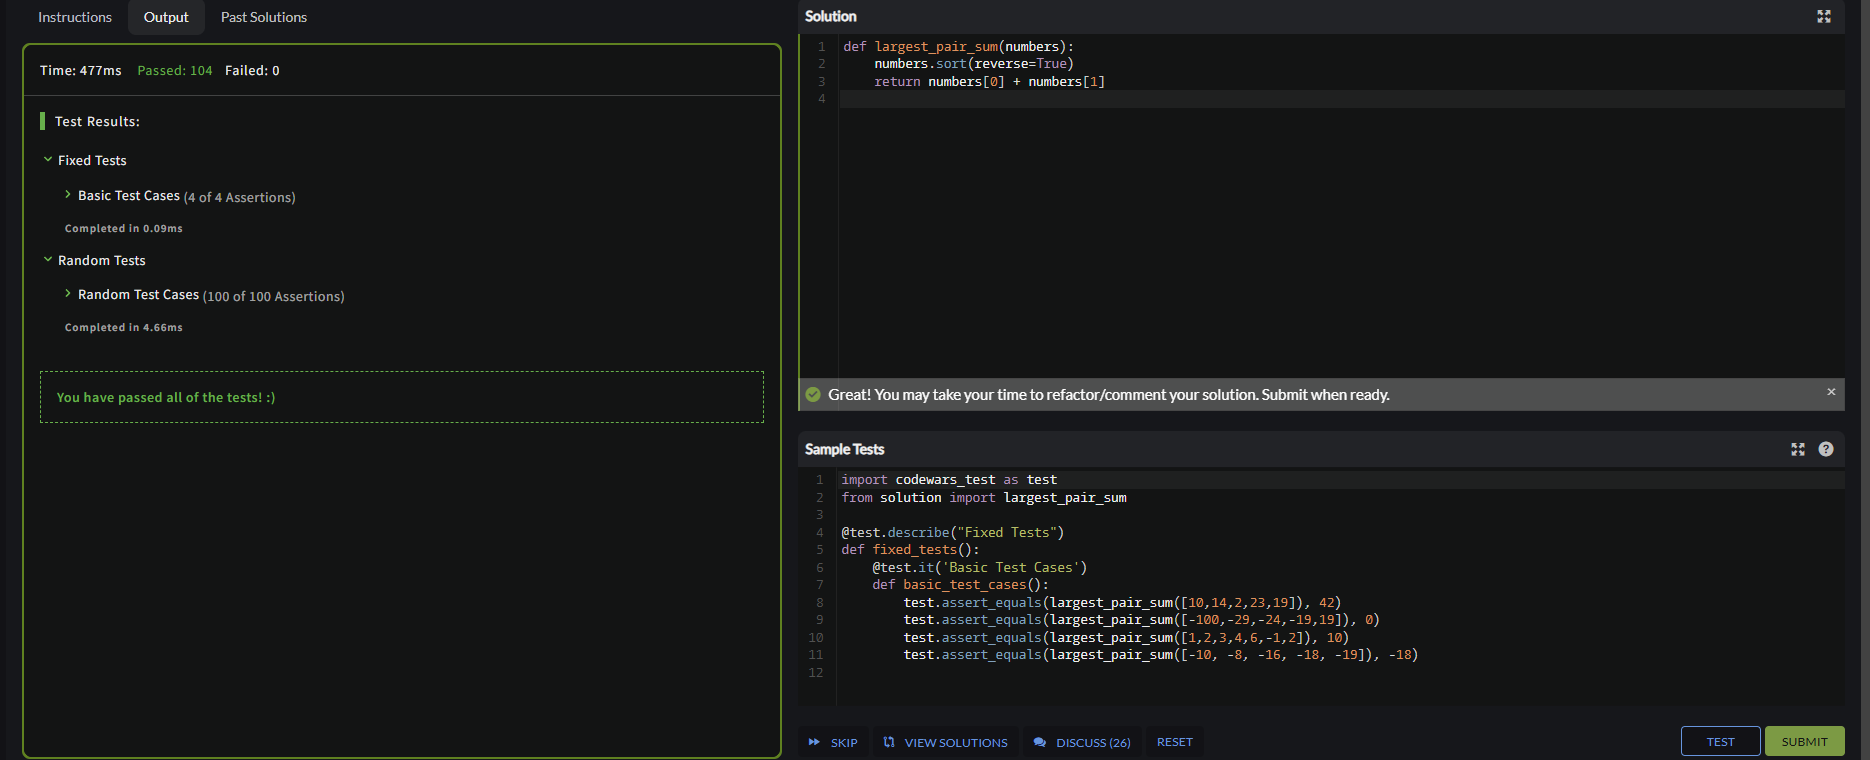 Instructions Output Past Solutions
Time: 477ms Passed: 104 Failed: 0
Test Results:
Fixed Tests
Basic Test Cases (4 of 4 Assertions)
Completed in 0.09ms
Random Tests
Random Test Cases (100 of 100 Assertions)
Completed in 4.66ms
You have passed all of the tests! :)
Solution
1 def largest_pair_sum(numbers):
2     numbers.sort(reverse=True)
3     return numbers[0] + numbers[1]
4
Great! You may take your time to refactor/comment your solution. Submit when ready. ×
Sample Tests ?
1 import codewars_test as test
2 from solution import largest_pair_sum
3
4 @test.describe("Fixed Tests")
5 def fixed_tests():
6     @test.it('Basic Test Cases')
7     def basic_test_cases():
8         test.assert_equals(largest_pair_sum([10,14,2,23,19]), 42)
9         test.assert_equals(largest_pair_sum([-100,-29,-24,-19,19]), 0)
10         test.assert_equals(largest_pair_sum([1,2,3,4,6,-1,2]), 10)
11         test.assert_equals(largest_pair_sum([-10, -8, -16, -18, -19]), -18)
12
SKIP VIEW SOLUTIONS DISCUSS (26) RESET TEST SUBMIT